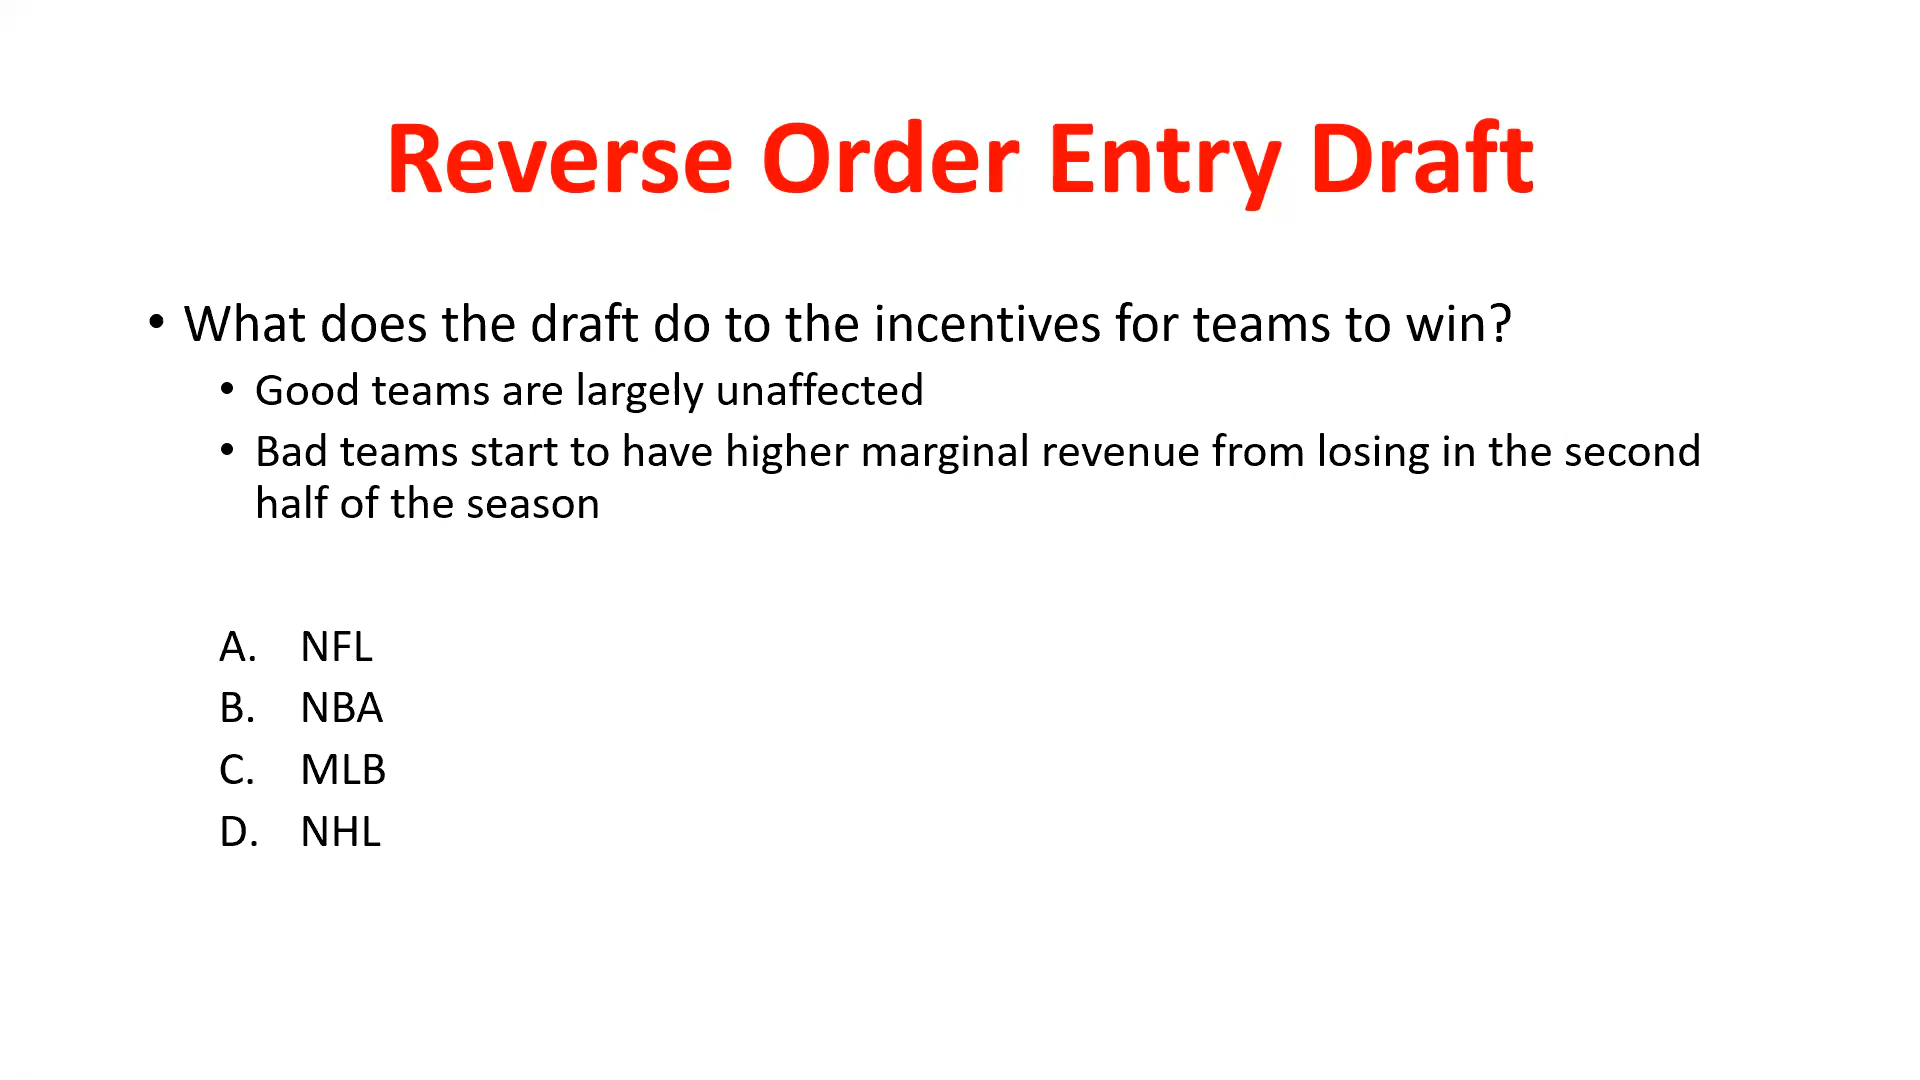 Reverse Order Entry Draft
• What does the draft do to the incentives for teams to win?
• Good teams are largely unaffected
• Bad teams start to have higher marginal revenue from losing in the second
half of the season
A. NFL
B. NBA
C. MLB
D. NHL